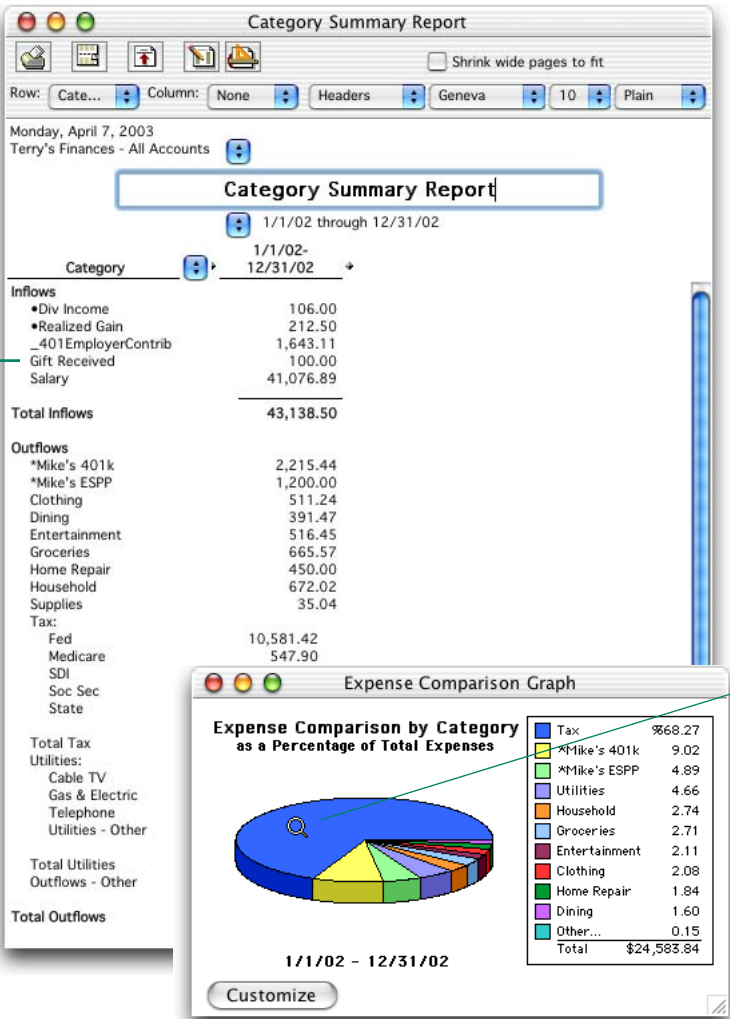 Category Summary Report
Shrink wide pages to fit
Row: Cate... Column: None Headers Geneva 10 Plain
Monday, April 7, 2003
Terry's Finances - All Accounts
Category Summary Report
1/1/02 through 12/31/02
Category 1/1/02-
12/31/02
Inflows
•Div Income 106.00
•Realized Gain 212.50
_401EmployerContrib 1,643.11
Gift Received 100.00
Salary 41,076.89
Total Inflows 43,138.50
Outflows
*Mike's 401k 2,215.44
*Mike's ESPP 1,200.00
Clothing 511.24
Dining 391.47
Entertainment 516.45
Groceries 665.57
Home Repair 450.00
Household 672.02
Supplies 35.04
Tax:
Fed 10,581.42
Medicare 547.90
SDI
Soc Sec
State
Total Tax
Utilities:
Cable TV
Gas & Electric
Telephone
Utilities - Other
Total Utilities
Outflows - Other
Total Outflows
Expense Comparison Graph
Expense Comparison by Category
as a Percentage of Total Expenses
Tax %68.27
*Mike's 401k 9.02
*Mike's ESPP 4.89
Utilities 4.66
Household 2.74
Groceries 2.71
Entertainment 2.11
Clothing 2.08
Home Repair 1.84
Dining 1.60
Other... 0.15
Total $24,583.84
1/1/02 - 12/31/02
Customize